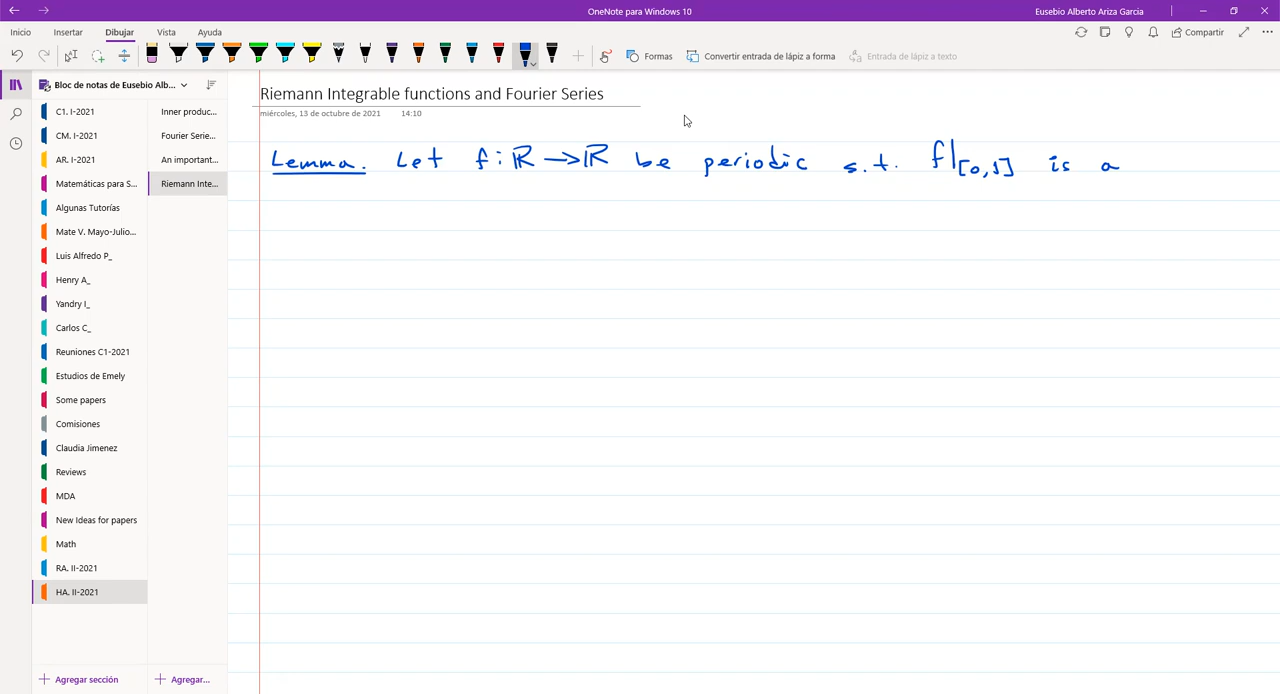 OneNote para Windows 10
Eusebio Alberto Ariza Garcia
Inicio Insertar Dibujar Vista Ayuda
Compartir
Formas
Convertir entrada de lápiz a forma
Entrada de lápiz a texto
Bloc de notas de Eusebio Alb...
C1. I-2021
CM. I-2021
AR. I-2021
Matemáticas para S...
Algunas Tutorías
Mate V. Mayo-Julio...
Luis Alfredo P_
Henry A_
Yandry I_
Carlos C_
Reuniones C1-2021
Estudios de Emely
Some papers
Comisiones
Claudia Jimenez
Reviews
MDA
New Ideas for papers
Math
RA. II-2021
HA. II-2021
Agregar sección
Inner produc...
Fourier Serie...
An important...
Riemann Inte...
Agregar...
Riemann Integrable functions and Fourier Series
miércoles, 13 de octubre de 2021 14:10
Lemma. Let f: ℝ → ℝ be periodic s.t. f|[0,1] is a